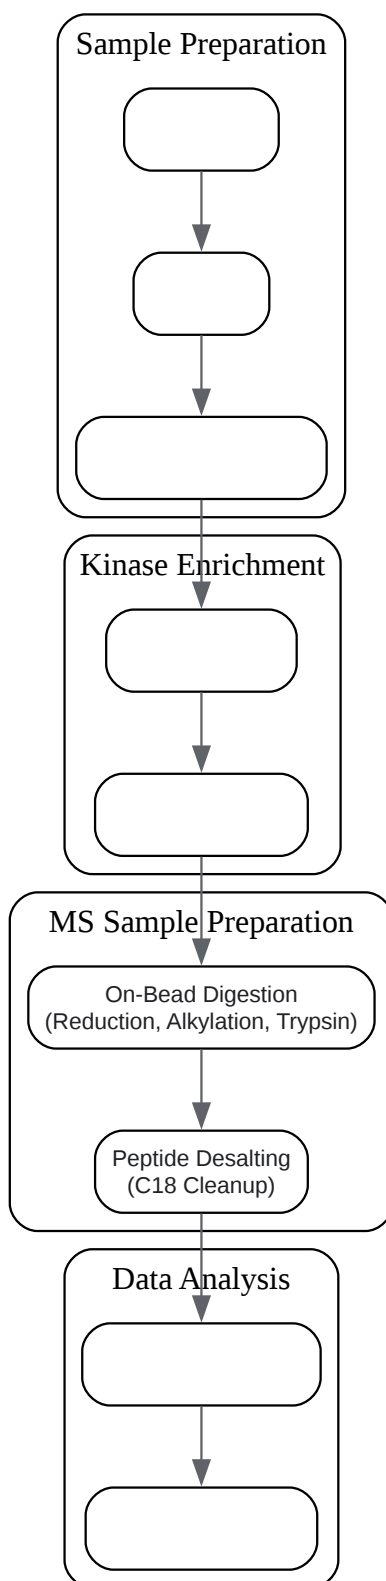 Sample Preparation
Kinase Enrichment
MS Sample Preparation
On-Bead Digestion
(Reduction, Alkylation, Trypsin)
Peptide Desalting
(C18 Cleanup)
Data Analysis